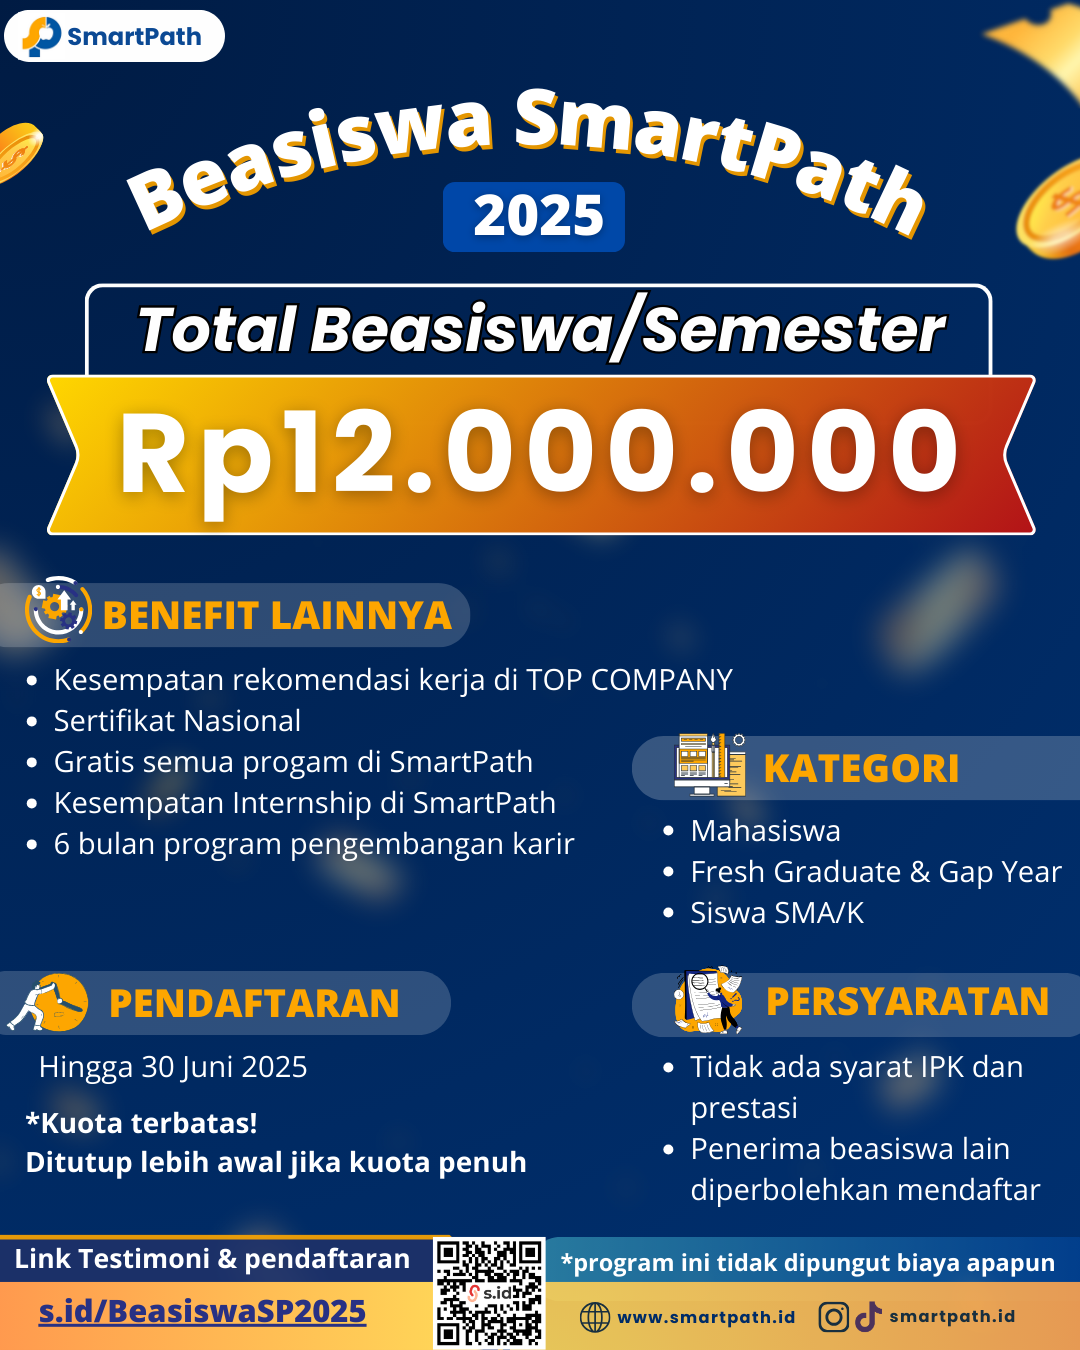 SmartPath
Beasiswa SmartPath
2025
Total Beasiswa/Semester
Rp12.000.000
BENEFIT LAINNYA
• Kesempatan rekomendasi kerja di TOP COMPANY
• Sertifikat Nasional
• Gratis semua progam di SmartPath
• Kesempatan Internship di SmartPath
• 6 bulan program pengembangan karir
KATEGORI
• Mahasiswa
• Fresh Graduate & Gap Year
• Siswa SMA/K
PENDAFTARAN
Hingga 30 Juni 2025
*Kuota terbatas!
Ditutup lebih awal jika kuota penuh
PERSYARATAN
• Tidak ada syarat IPK dan
prestasi
• Penerima beasiswa lain
diperbolehkan mendaftar
Link Testimoni & pendaftaran
s.id/BeasiswaSP2025
s.id
*program ini tidak dipungut biaya apapun
www.smartpath.id
smartpath.id